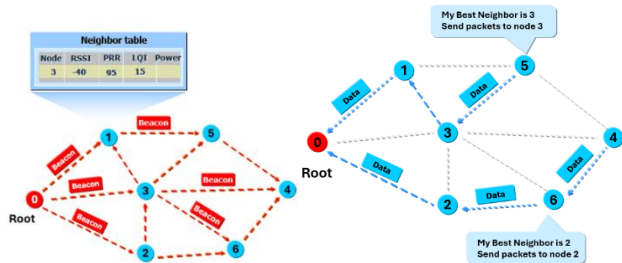 Neighbor table
Node RSSI PRR LQI Power
3 -40 95 15
My Best Neighbor is 3
Send packets to node 3
Beacon
Beacon
Beacon
Beacon
Beacon
Beacon
0
1
2
3
4
5
6
Root
Data
Data
Data
Data
Data
0
1
2
3
4
5
6
Root
My Best Neighbor is 2
Send packets to node 2